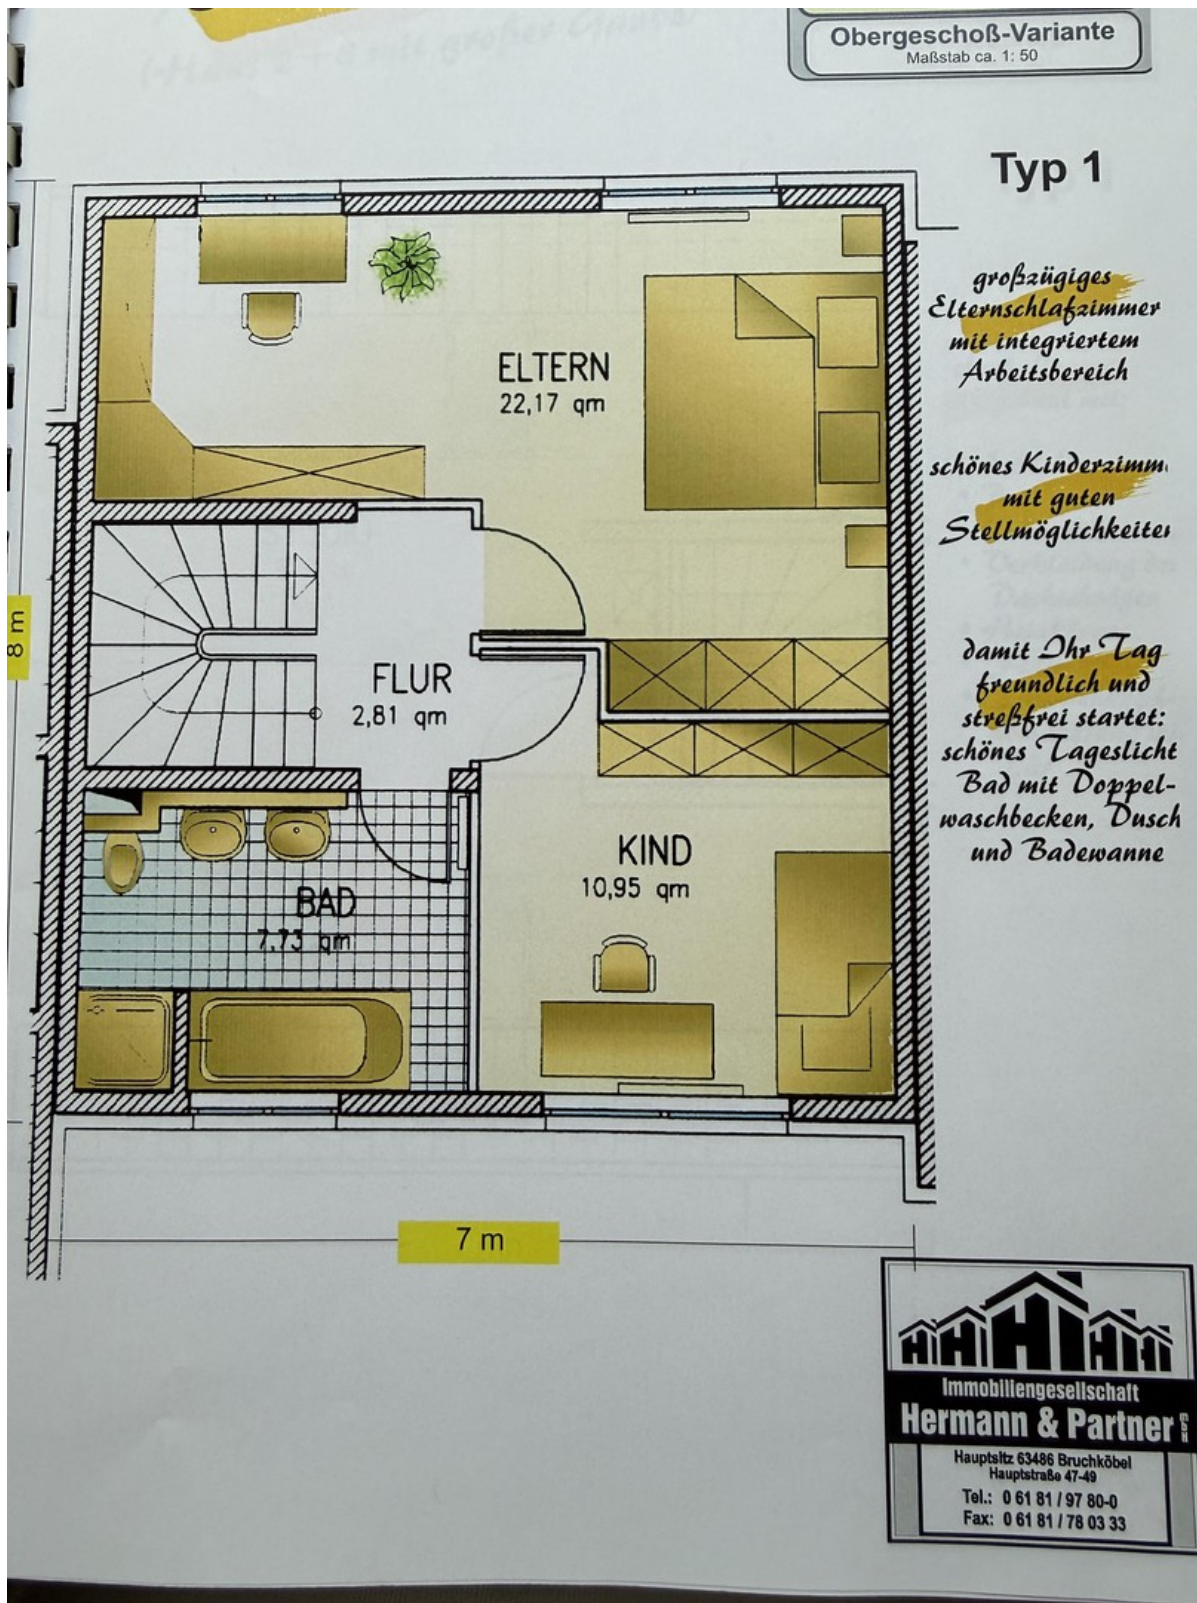 Obergeschoß-Variante
Maßstab ca. 1: 50
Typ 1
großzügiges
Elternschlafzimmer
mit integriertem
Arbeitsbereich
schönes Kinderzimm
mit guten
Stellmöglichkeiten
damit Ihr Tag
freundlich und
streßfrei startet:
schönes Tageslicht
Bad mit Doppel-
waschbecken, Dusch
und Badewanne
ELTERN
22,17 qm
FLUR
2,81 qm
KIND
10,95 qm
BAD
7,73 qm
8 m
7 m
Immobiliengesellschaft
Hermann & Partner mbH
Hauptsitz 63486 Bruchköbel
Hauptstraße 47-49
Tel.: 0 61 81 / 97 80-0
Fax: 0 61 81 / 78 03 33